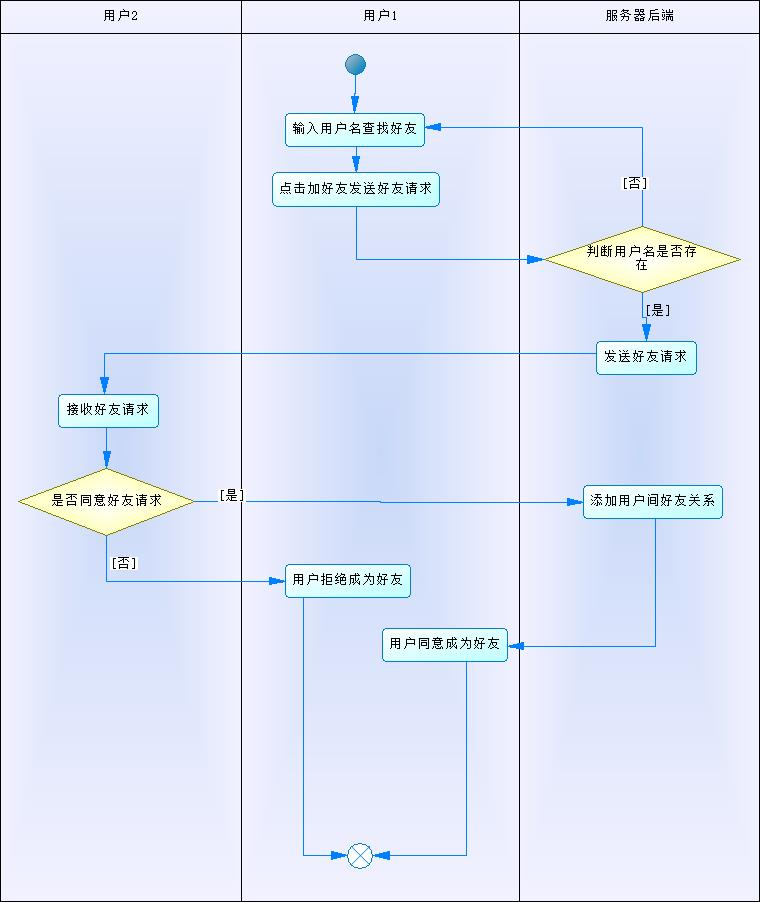 用户2
用户1
服务器后端
输入用户名查找好友
点击加好友发送好友请求
[否]
判断用户名是否存
在
[是]
发送好友请求
接收好友请求
是否同意好友请求
[是]
添加用户间好友关系
[否]
用户拒绝成为好友
用户同意成为好友